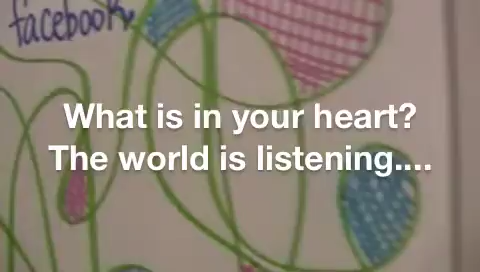 facebook
What is in your heart?
The world is listening....